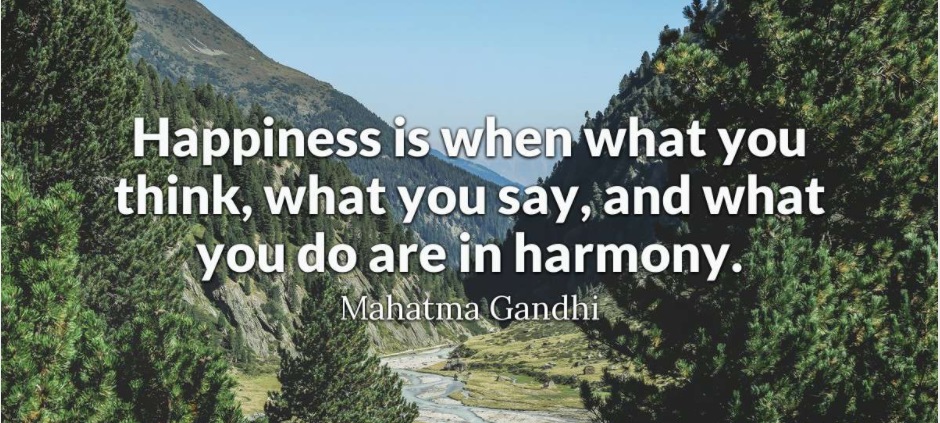 Happiness is when what you
think, what you say, and what
you do are in harmony.
Mahatma Gandhi